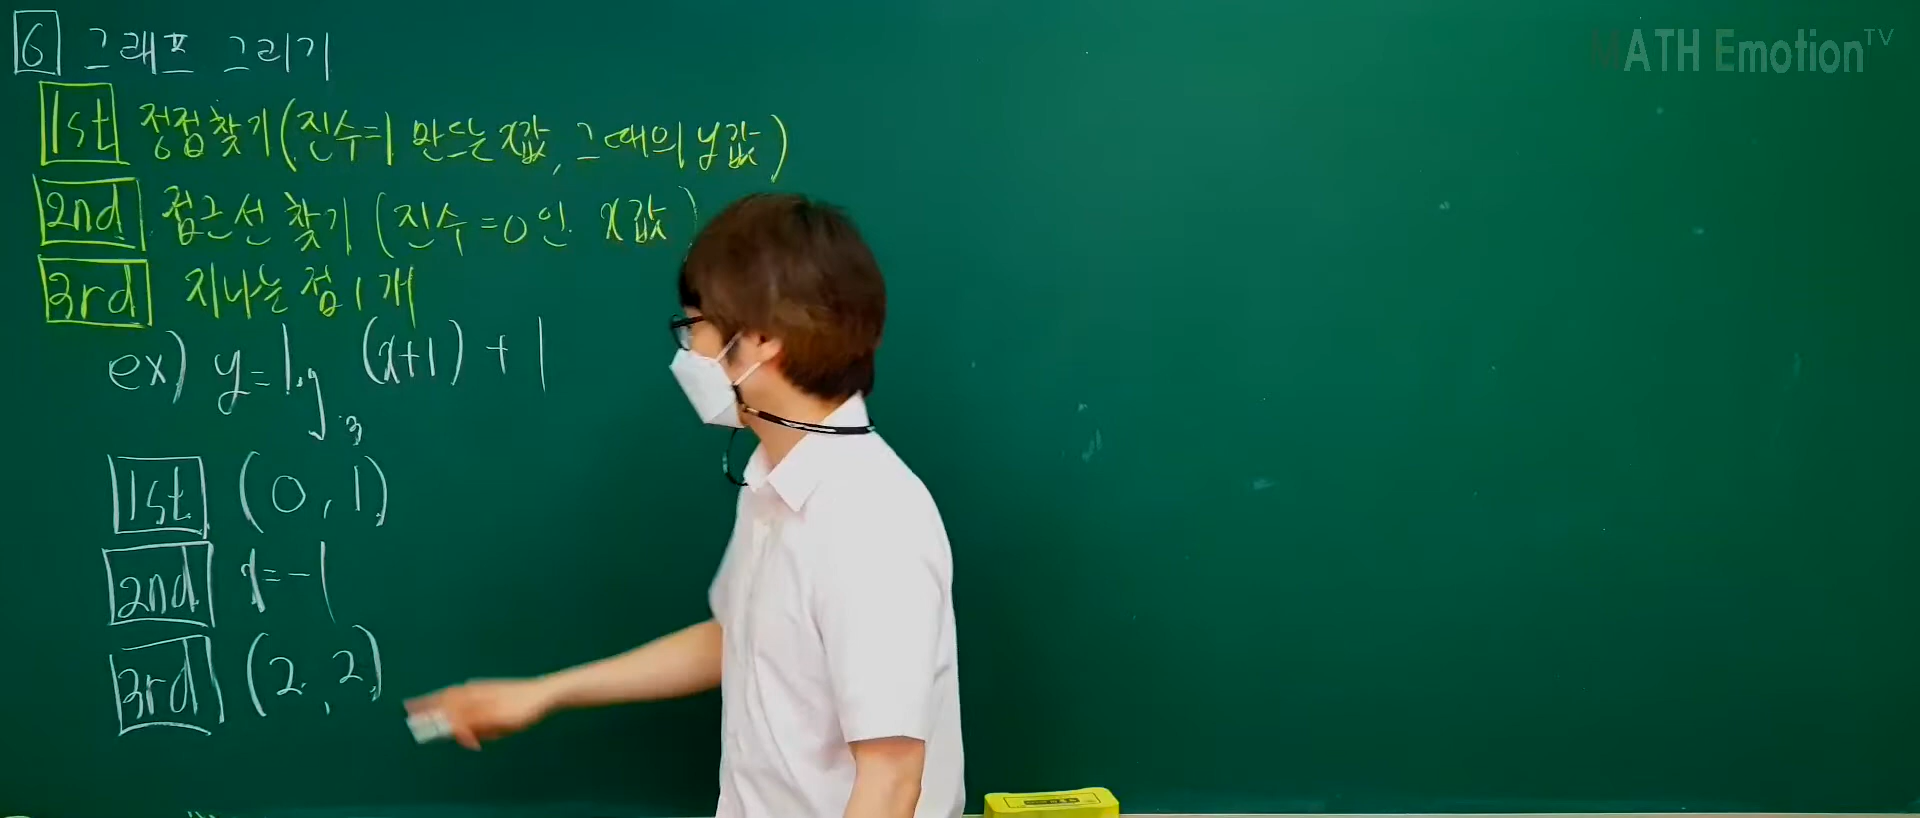 6 그래프 그리기
MATH Emotion TV
1st 정점찾기(진수=1 만드는 x값, 그때의 y값)
2nd 점근선 찾기 (진수=0인 x값)
3rd 지나는 점 1개
ex) y=log₃(x+1)+1
1st (0,1)
2nd x=-1
3rd (2,2)